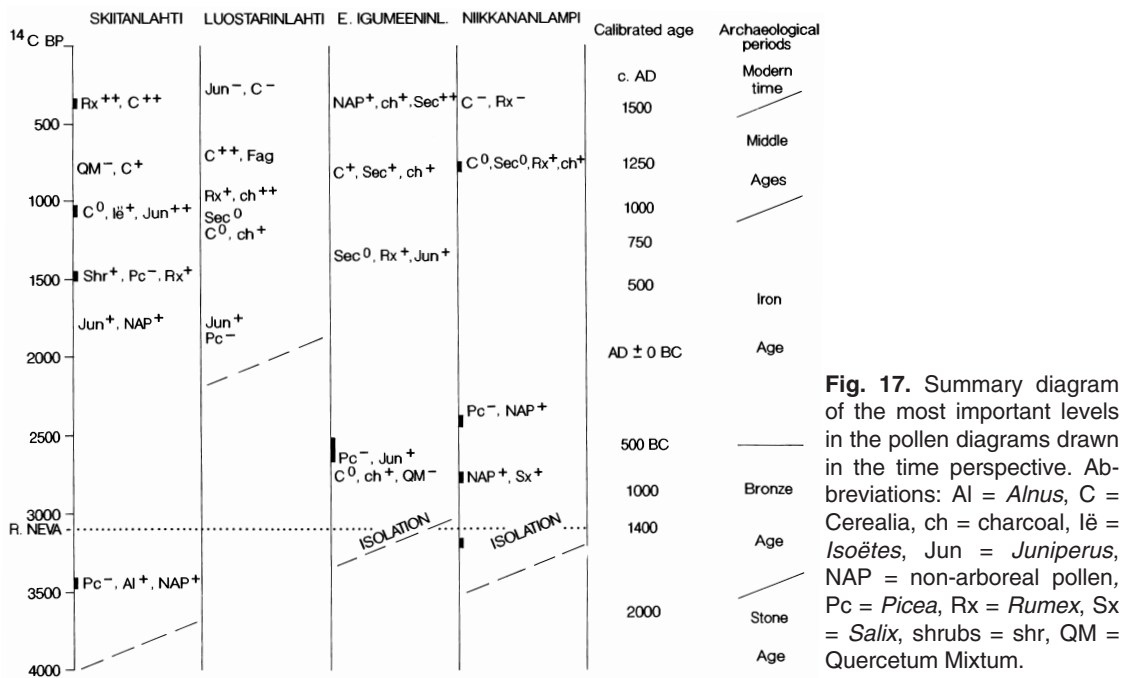 SKIITANLAHTI LUOSTARINLAHTI E. IGUMEENINL. NIIKKANANLAMPI
14 C BP Calibrated age Archaeological periods
c. AD Modern time
Jun⁻, C⁻
Rx⁺⁺, C⁺⁺ NAP⁺, ch⁺, Sec⁺⁺ C⁻, Rx⁻ 1500
500
Middle
C⁺⁺, Fag
QM⁻, C⁺ C⁺, Sec⁺, ch⁺ C⁰, Sec⁰, Rx⁺, ch⁺ 1250
Ages
Rx⁺, ch⁺⁺
1000 1000
C⁰, Ië⁺, Jun⁺⁺ Sec⁰
C⁰, ch⁺
750
Sec⁰, Rx⁺, Jun⁺
Shr⁺, Pc⁻, Rx⁺ 500
1500
Iron
Jun⁺, NAP⁺ Jun⁺
Pc⁻
2000 AD ± 0 BC Age
Pc⁻, NAP⁺
2500 500 BC
Pc⁻, Jun⁺
C⁰, ch⁺, QM⁻ NAP⁺, Sx⁺
1000 Bronze
3000
R. NEVA ISOLATION ISOLATION 1400
Age
Pc⁻, Al⁺, NAP⁺
3500
2000 Stone
Age
4000
Fig. 17. Summary diagram
of the most important levels
in the pollen diagrams drawn
in the time perspective. Ab-
breviations: Al = Alnus, C =
Cerealia, ch = charcoal, Ië =
Isoëtes, Jun = Juniperus,
NAP = non-arboreal pollen,
Pc = Picea, Rx = Rumex, Sx
= Salix, shrubs = shr, QM =
Quercetum Mixtum.